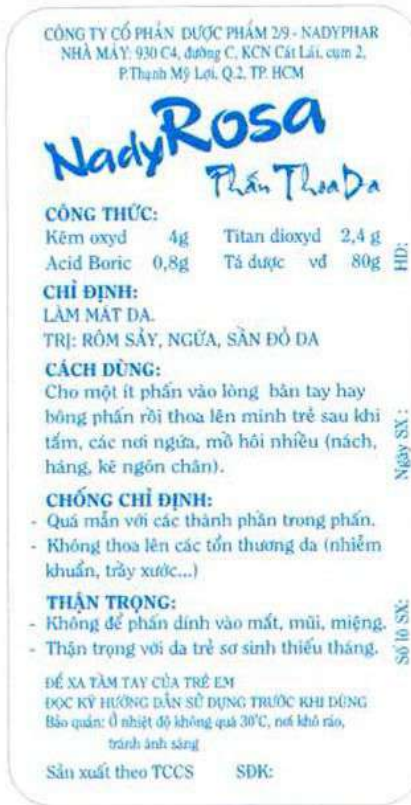 CÔNG TY CỔ PHẦN DƯỢC PHẨM 2/9 - NADYPHAR
NHÀ MÁY: 930 C4, đường C, KCN Cát Lái, cụm 2,
P.Thạnh Mỹ Lợi, Q.2, TP. HCM
NadyRosa
Phấn Thoa Da
CÔNG THỨC:
Kẽm oxyd 4g Titan dioxyd 2,4 g
Acid Boric 0,8g Tá dược vđ 80g
CHỈ ĐỊNH:
LÀM MÁT DA.
TRỊ: RÔM SẢY, NGỨA, SẦN ĐỎ DA
CÁCH DÙNG:
Cho một ít phấn vào lòng bàn tay hay
bông phấn rồi thoa lên mình trẻ sau khi
tắm, các nơi ngứa, mồ hôi nhiều (nách,
háng, kẽ ngón chân).
CHỐNG CHỈ ĐỊNH:
- Quá mẫn với các thành phần trong phấn.
- Không thoa lên các tổn thương da (nhiễm
khuẩn, trầy xước...)
THẬN TRỌNG:
- Không để phấn dính vào mắt, mũi, miệng.
- Thận trọng với da trẻ sơ sinh thiếu tháng.
ĐỂ XA TẦM TAY CỦA TRẺ EM
ĐỌC KỸ HƯỚNG DẪN SỬ DỤNG TRƯỚC KHI DÙNG
Bảo quản: Ở nhiệt độ không quá 30°C, nơi khô ráo,
tránh ánh sáng
Sản xuất theo TCCS SĐK:
Số lô SX:
Ngày SX :
HD: